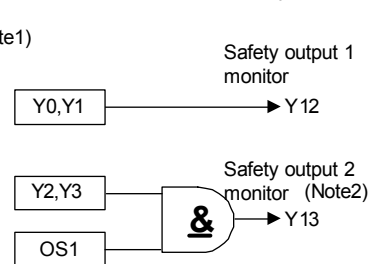 te1)
Safety output 1
monitor
Y0,Y1
Y12
Safety output 2
monitor (Note2)
Y2,Y3
&
Y13
OS1